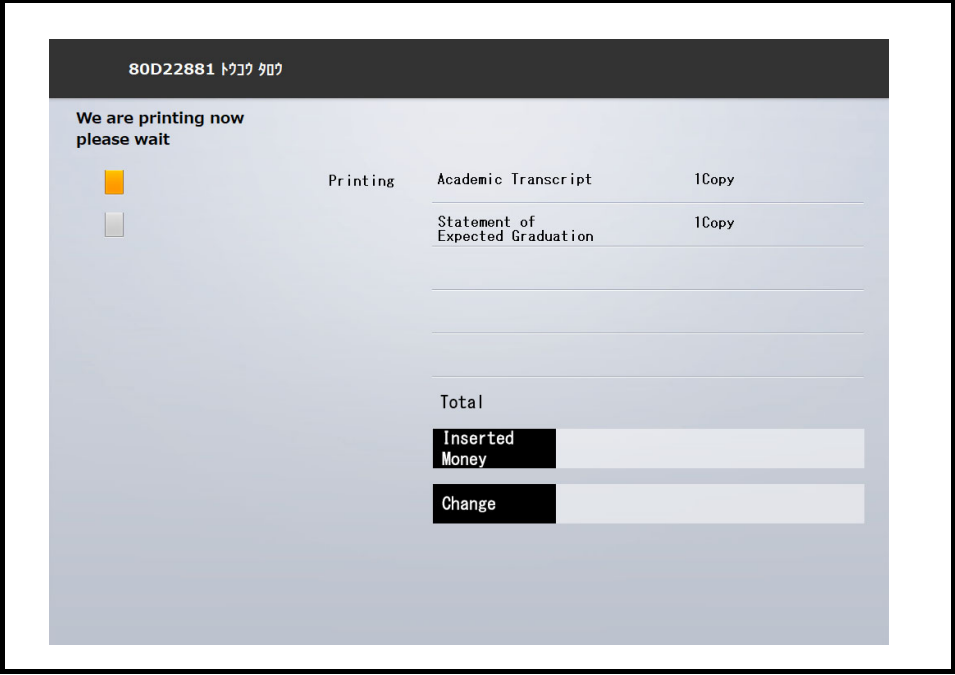 80D22881 ﾄｳｺｳ ﾀﾛｳ
We are printing now
please wait
Printing Academic Transcript 1Copy
Statement of
Expected Graduation 1Copy
Total
Inserted
Money
Change